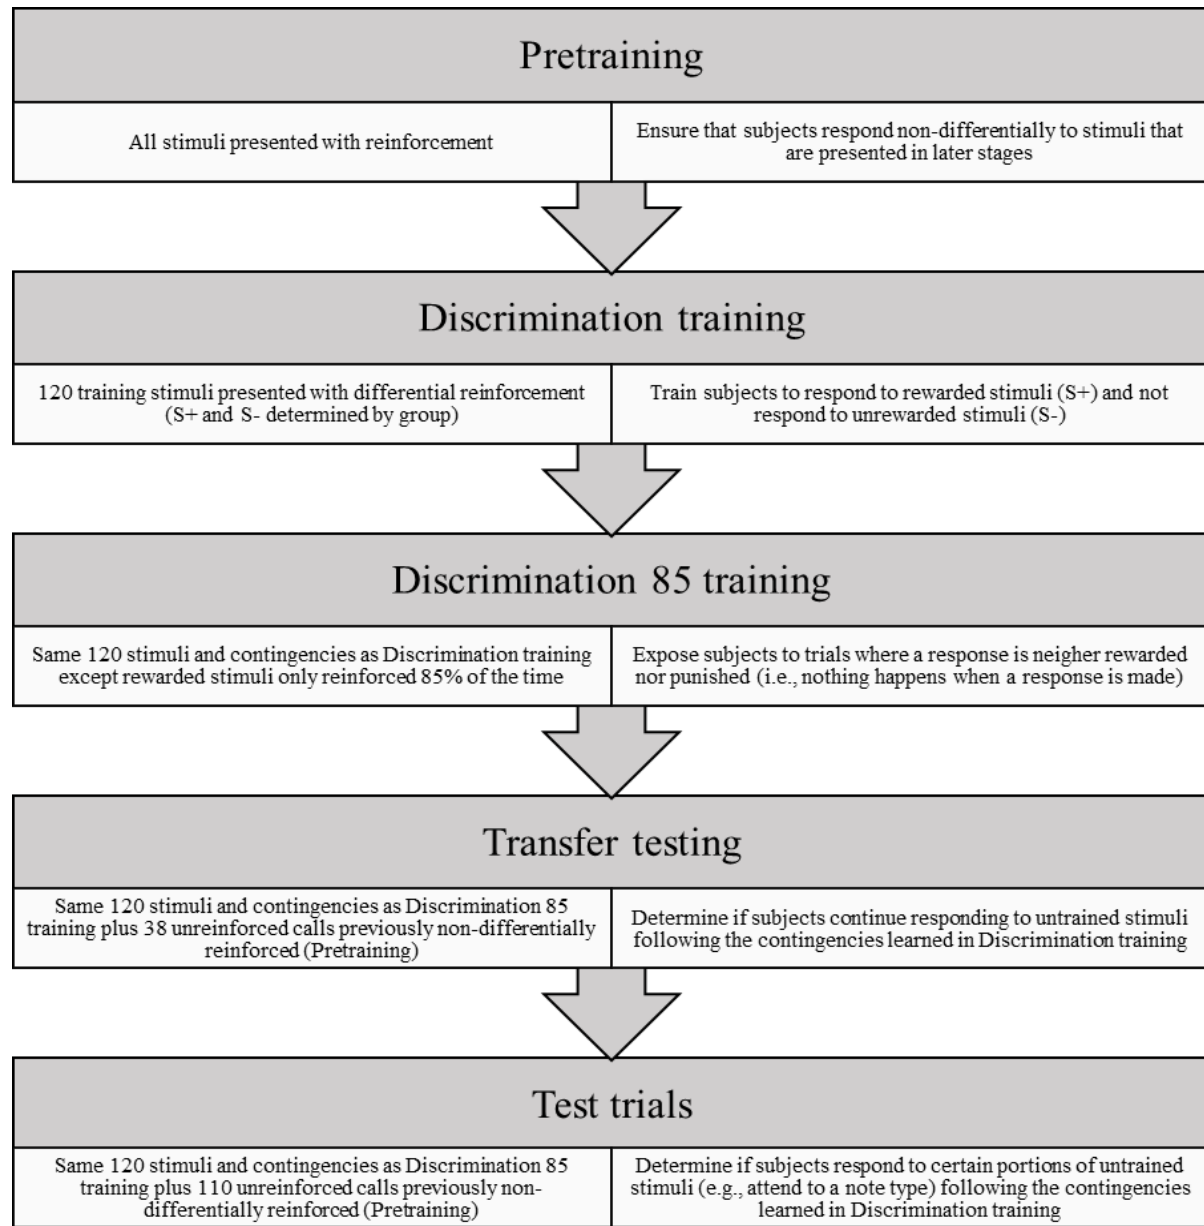 Pretraining
All stimuli presented with reinforcement
Ensure that subjects respond non-differentially to stimuli that
are presented in later stages
Discrimination training
120 training stimuli presented with differential reinforcement
(S+ and S- determined by group)
Train subjects to respond to rewarded stimuli (S+) and not
respond to unrewarded stimuli (S-)
Discrimination 85 training
Same 120 stimuli and contingencies as Discrimination training
except rewarded stimuli only reinforced 85% of the time
Expose subjects to trials where a response is neigher rewarded
nor punished (i.e., nothing happens when a response is made)
Transfer testing
Same 120 stimuli and contingencies as Discrimination 85
training plus 38 unreinforced calls previously non-differentially
reinforced (Pretraining)
Determine if subjects continue responding to untrained stimuli
following the contingencies learned in Discrimination training
Test trials
Same 120 stimuli and contingencies as Discrimination 85
training plus 110 unreinforced calls previously non-
differentially reinforced (Pretraining)
Determine if subjects respond to certain portions of untrained
stimuli (e.g., attend to a note type) following the contingencies
learned in Discrimination training